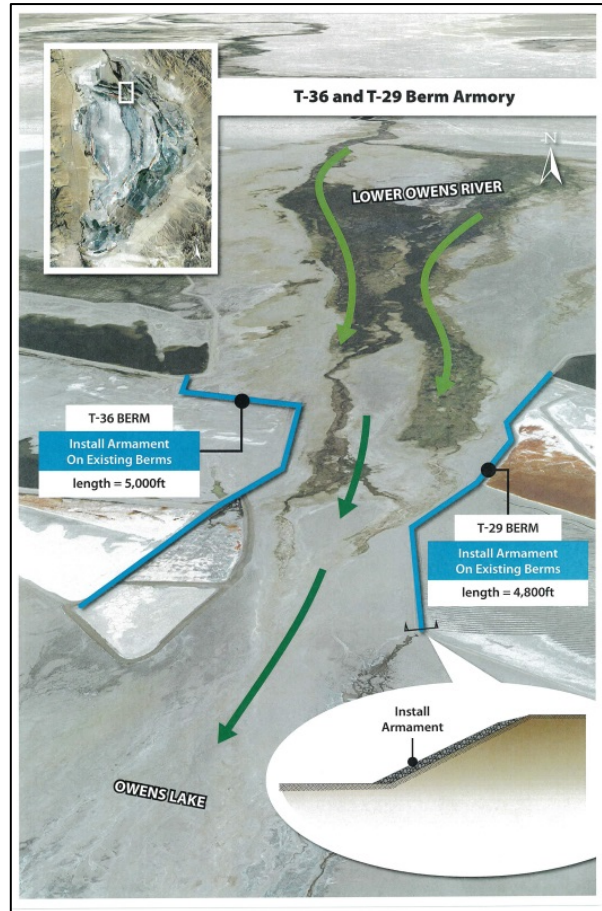 T-36 and T-29 Berm Armory
N
LOWER OWENS RIVER
T-36 BERM
Install Armament
On Existing Berms
length = 5,000ft
T-29 BERM
Install Armament
On Existing Berms
length = 4,800ft
Install
Armament
OWENS LAKE